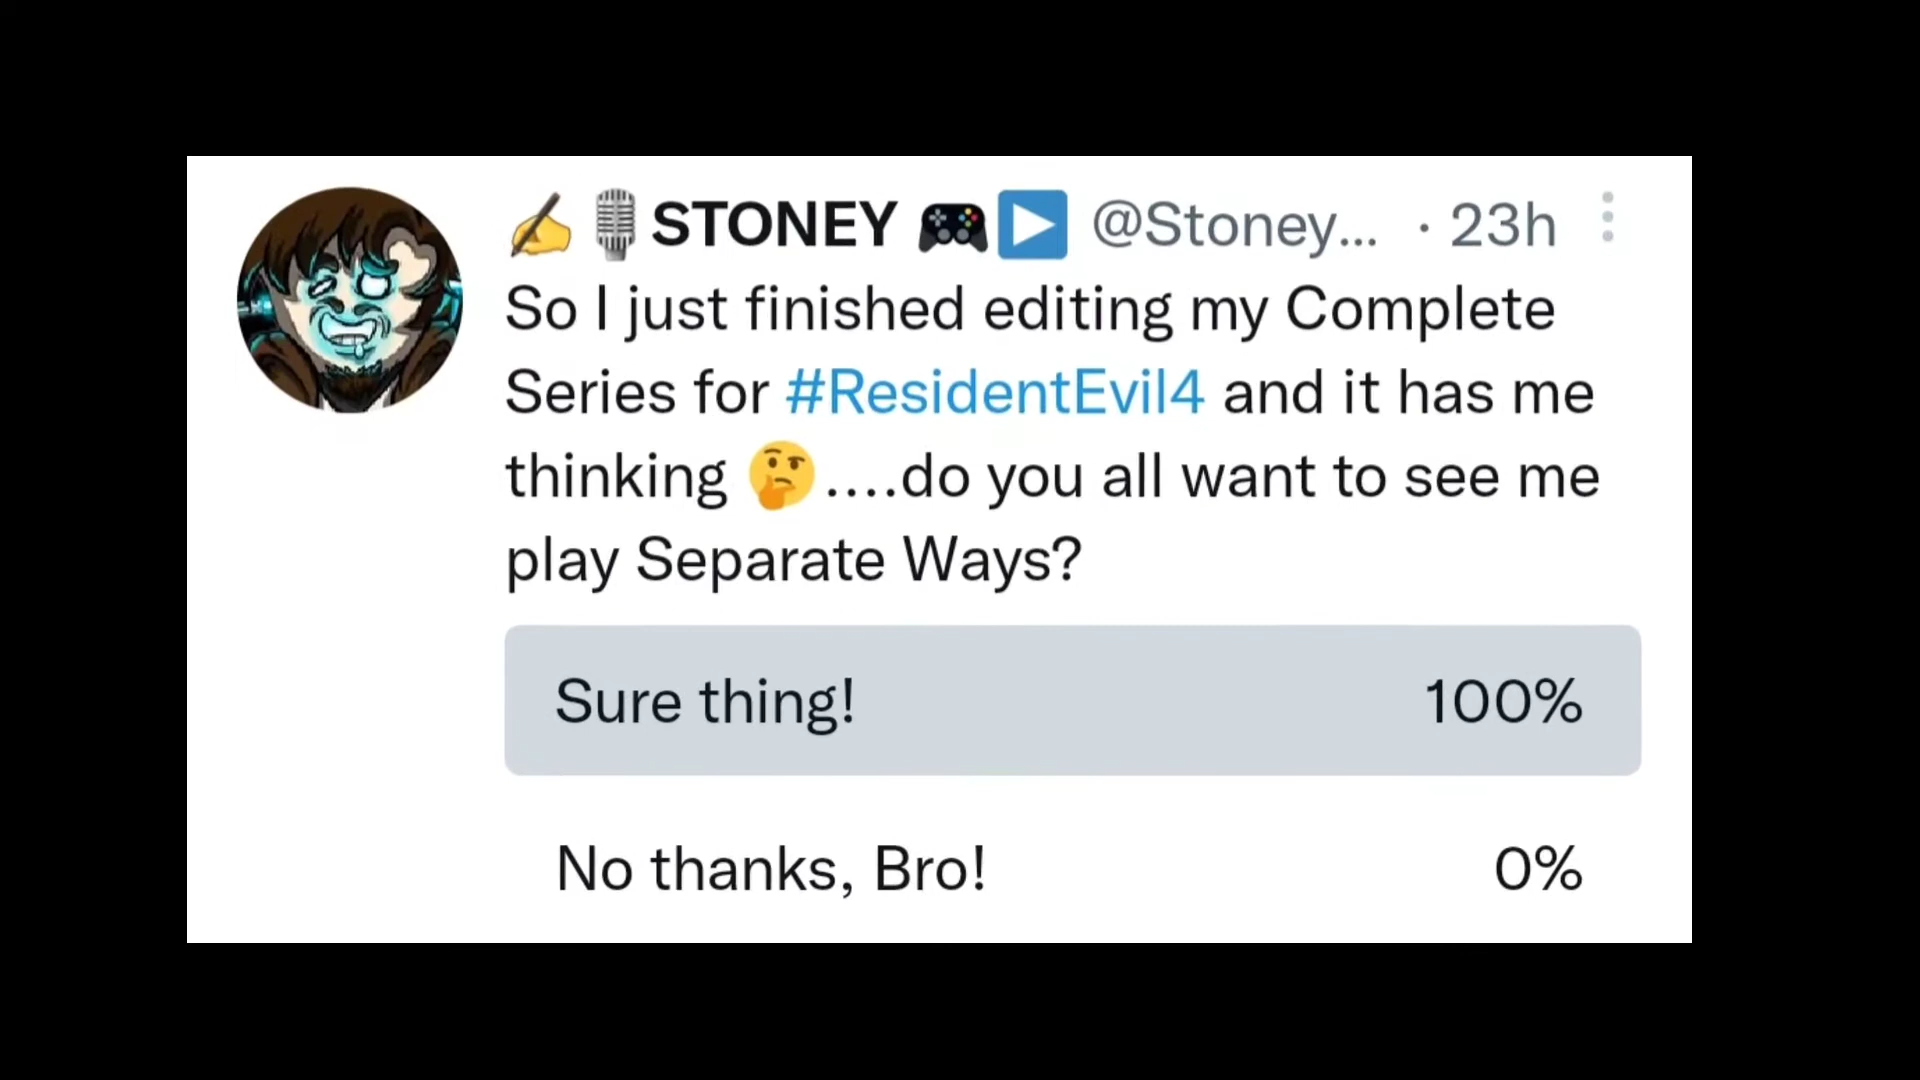 ✍️🎙️STONEY 🎮▶️ @Stoney... · 23h
So I just finished editing my Complete
Series for #ResidentEvil4 and it has me
thinking 🤔....do you all want to see me
play Separate Ways?
Sure thing! 100%
No thanks, Bro! 0%